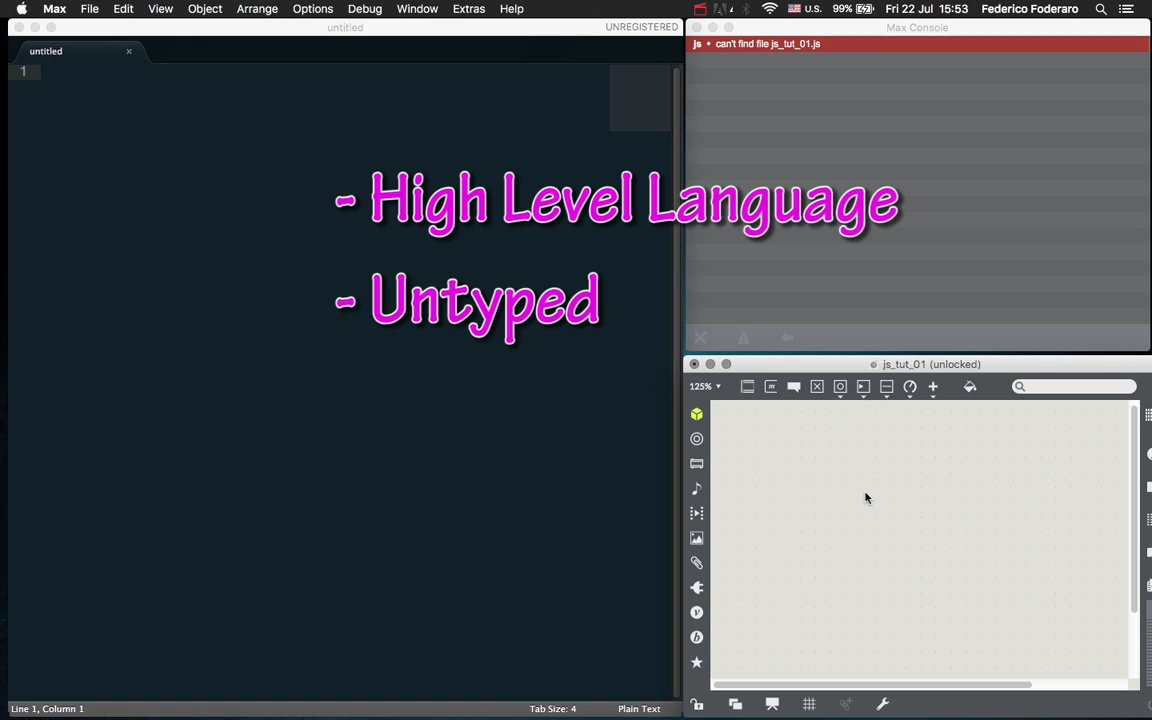 Max File Edit View Object Arrange Options Debug Window Extras Help U.S. 99% Fri 22 Jul 15:53 Federico Foderaro
untitled UNREGISTERED
untitled ×
1
Max Console
js • can't find file js_tut_01.js
- High Level Language
- Untyped
js_tut_01 (unlocked)
125%
Line 1, Column 1 Tab Size: 4 Plain Text